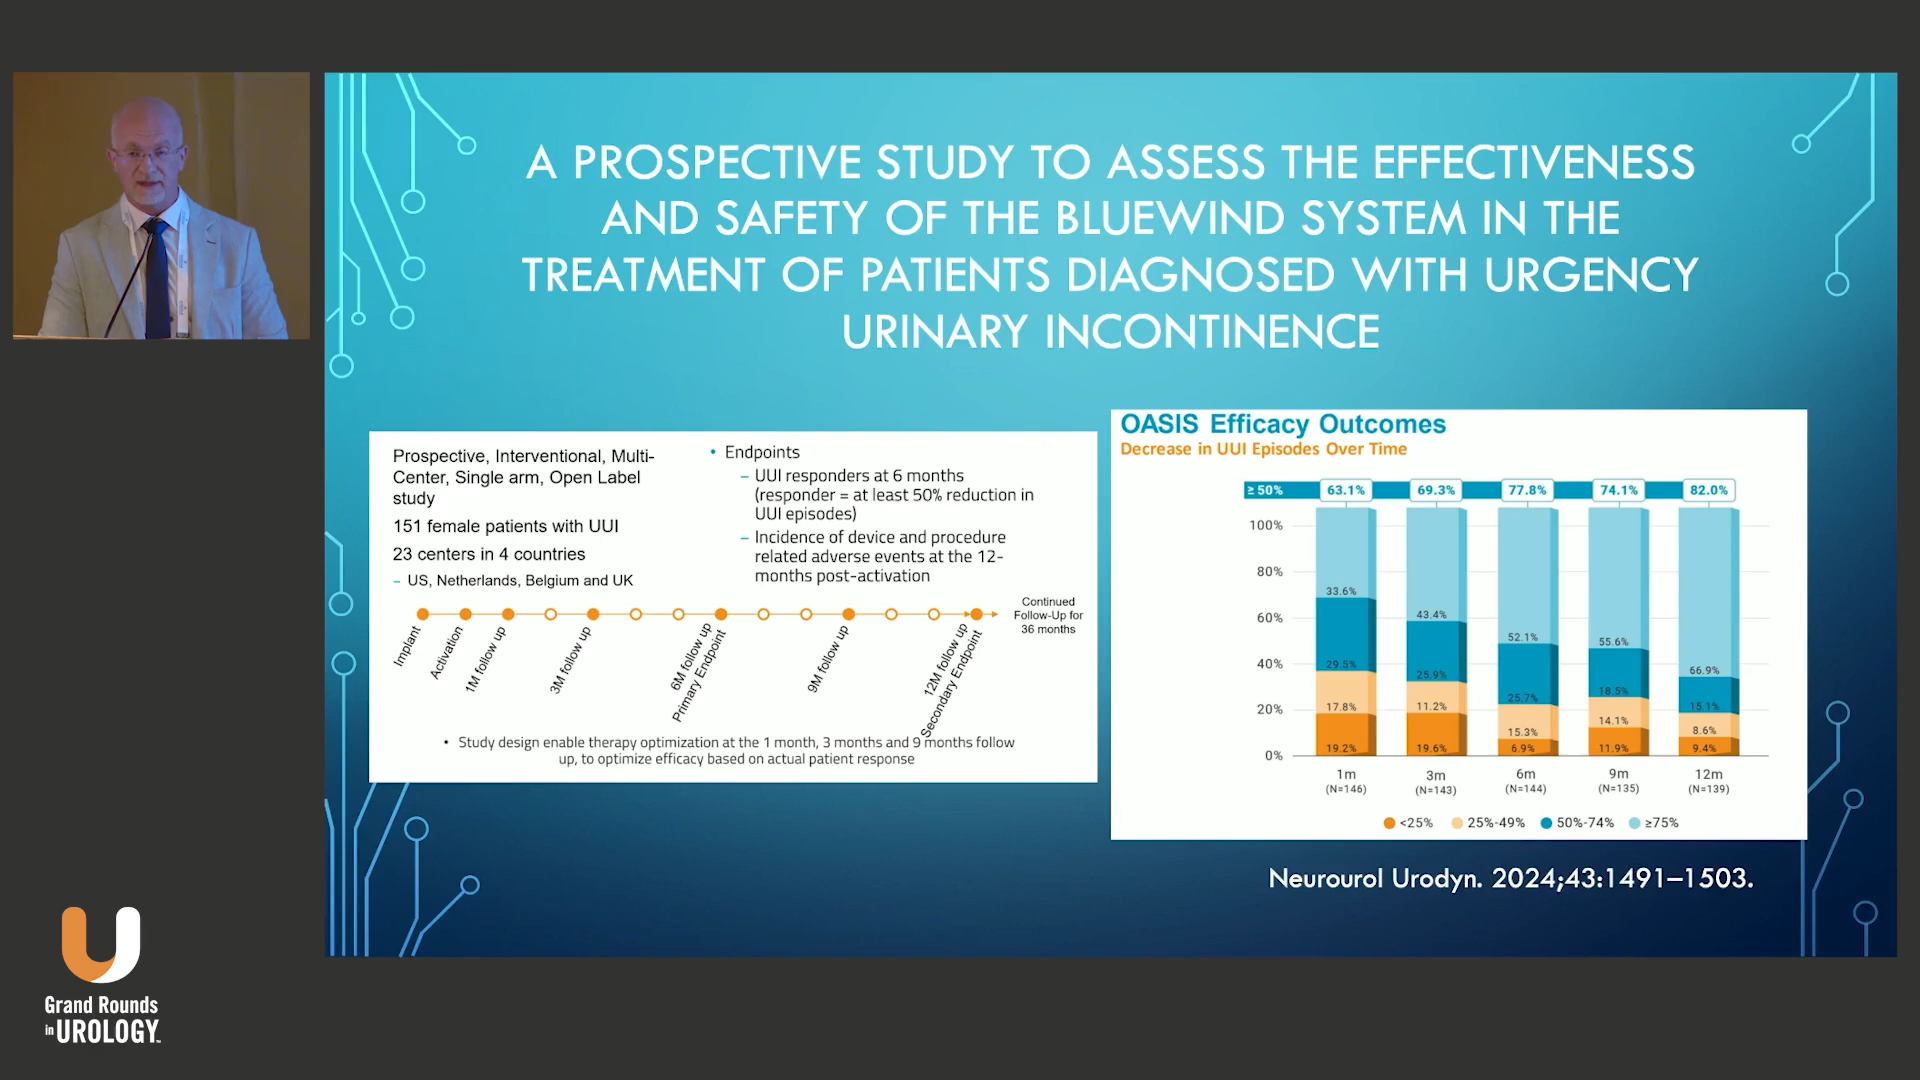 A PROSPECTIVE STUDY TO ASSESS THE EFFECTIVENESS
AND SAFETY OF THE BLUEWIND SYSTEM IN THE
TREATMENT OF PATIENTS DIAGNOSED WITH URGENCY
URINARY INCONTINENCE
Prospective, Interventional, Multi-
Center, Single arm, Open Label
study
151 female patients with UUI
23 centers in 4 countries
– US, Netherlands, Belgium and UK
• Endpoints
– UUI responders at 6 months
(responder = at least 50% reduction in
UUI episodes)
– Incidence of device and procedure
related adverse events at the 12-
months post-activation
Implant
Activation
1M follow up
3M follow up
6M follow up
Primary Endpoint
9M follow up
12M follow up
Secondary Endpoint
Continued
Follow-Up for
36 months
• Study design enable therapy optimization at the 1 month, 3 months and 9 months follow
up, to optimize efficacy based on actual patient response
OASIS Efficacy Outcomes
Decrease in UUI Episodes Over Time
≥ 50% 63.1% 69.3% 77.8% 74.1% 82.0%
100%
80%
60%
40%
20%
0%
33.6% 43.4% 52.1% 55.6% 66.9%
29.5% 25.9% 25.7% 18.5% 15.1%
17.8% 11.2% 15.3% 14.1% 8.6%
19.2% 19.6% 6.9% 11.9% 9.4%
1m 3m 6m 9m 12m
(N=146) (N=143) (N=144) (N=135) (N=139)
<25% 25%-49% 50%-74% ≥75%
Neurourol Urodyn. 2024;43:1491–1503.
Grand Rounds
in UROLOGY™